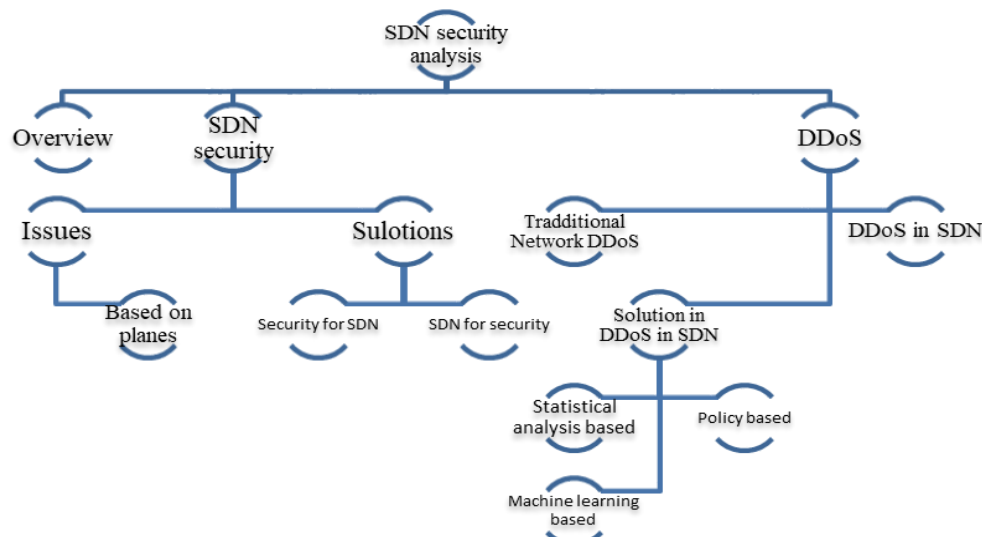 SDN security
analysis
Overview
SDN
security
DDoS
Issues
Sulotions
Tradditional
Network DDoS
DDoS in SDN
Based on
planes
Security for SDN
SDN for security
Solution in
DDoS in SDN
Statistical
analysis based
Policy based
Machine learning
based